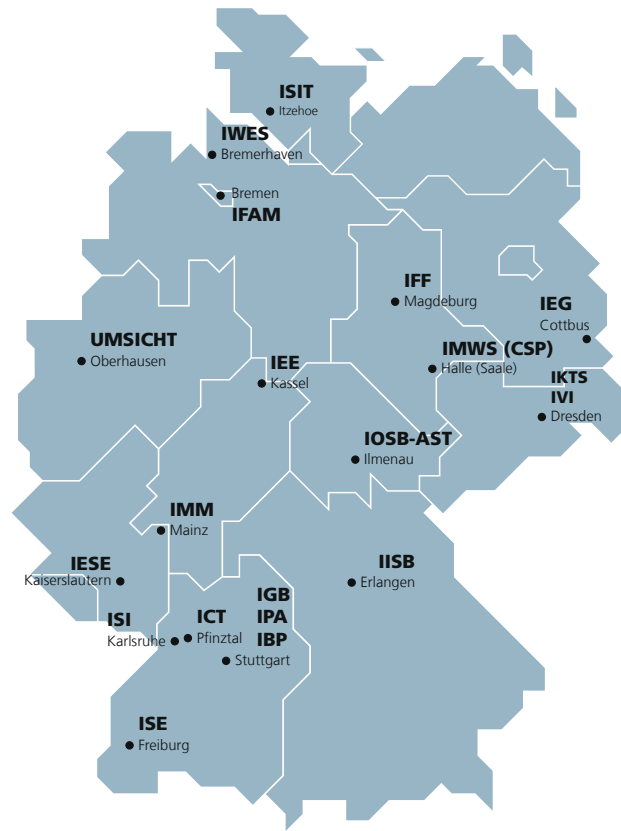 ISIT
Itzehoe
IWES
Bremerhaven
Bremen
IFAM
IFF
Magdeburg
IEG
Cottbus
UMSICHT
Oberhausen
IEE
Kassel
IMWS (CSP)
Halle (Saale)
IKTS
IVI
Dresden
IOSB-AST
Ilmenau
IMM
Mainz
IESE
Kaiserslautern
IISB
Erlangen
ISI
Karlsruhe
ICT
Pfinztal
IGB
IPA
IBP
Stuttgart
ISE
Freiburg